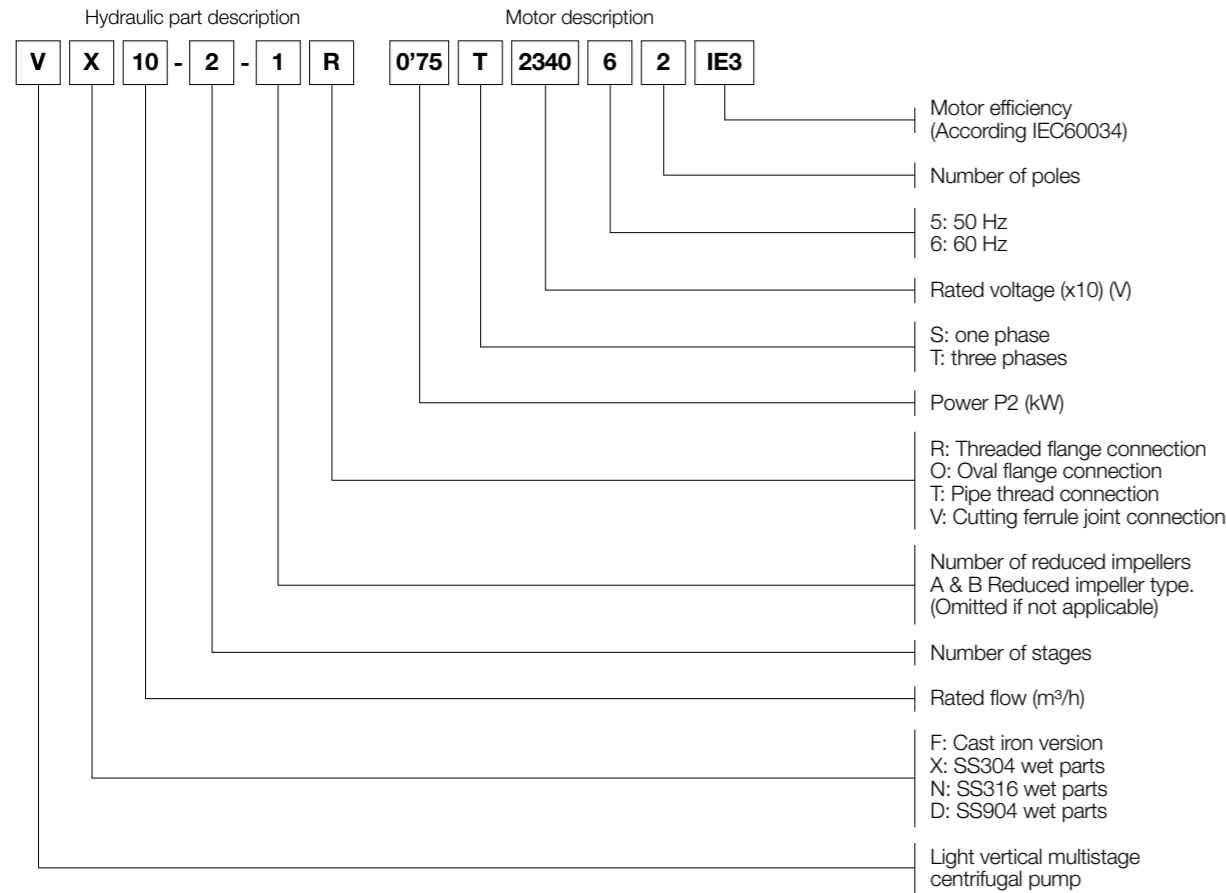 Hydraulic part description Motor description
V X 10 - 2 - 1 R 0'75 T 2340 6 2 IE3
Motor efficiency
(According IEC60034)
Number of poles
5: 50 Hz
6: 60 Hz
Rated voltage (x10) (V)
S: one phase
T: three phases
Power P2 (kW)
R: Threaded flange connection
O: Oval flange connection
T: Pipe thread connection
V: Cutting ferrule joint connection
Number of reduced impellers
A & B Reduced impeller type.
(Omitted if not applicable)
Number of stages
Rated flow (m³/h)
F: Cast iron version
X: SS304 wet parts
N: SS316 wet parts
D: SS904 wet parts
Light vertical multistage
centrifugal pump